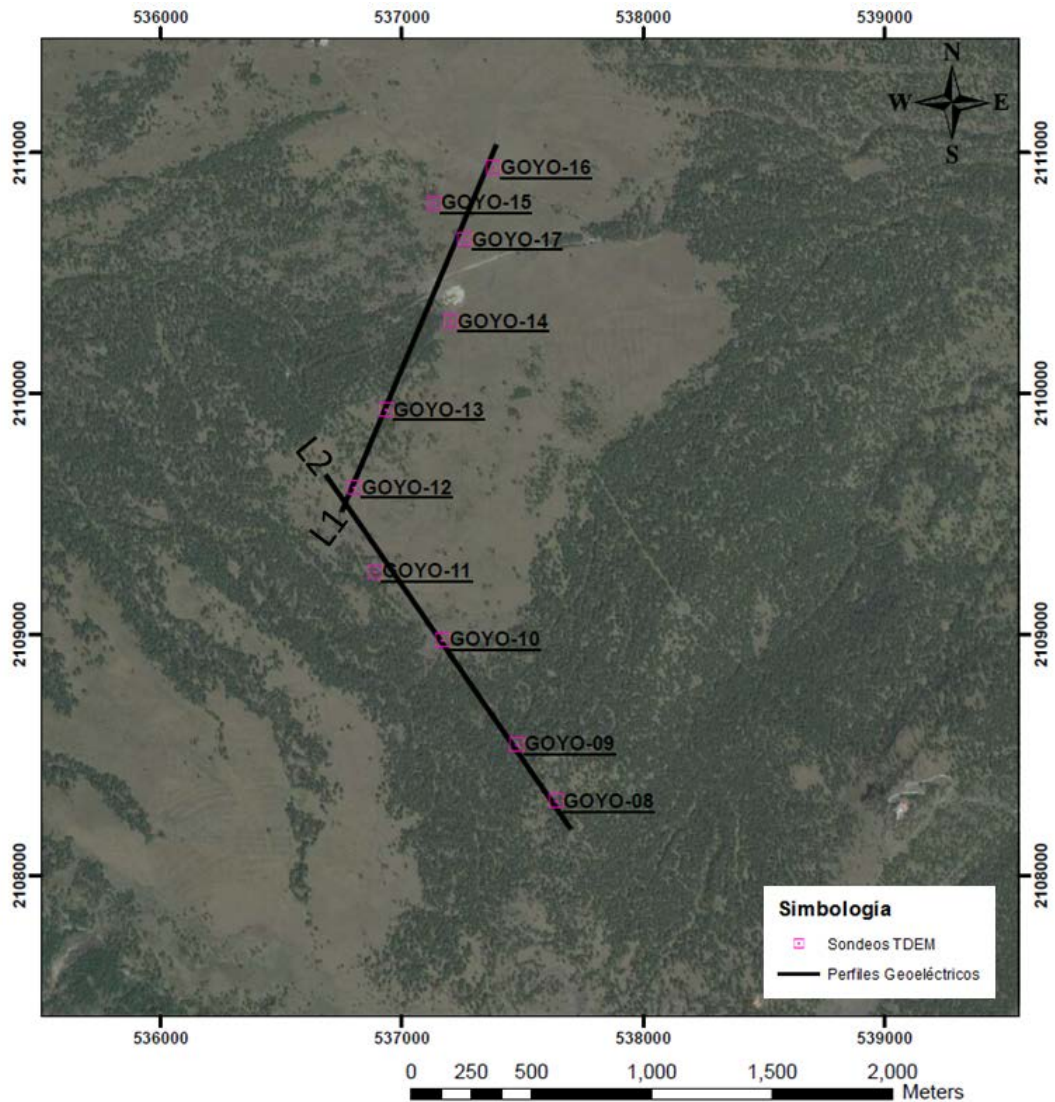 536000 537000 538000 539000
N
W E
S
2111000 2111000
GOYO-16
GOYO-15
GOYO-17
GOYO-14
2110000 2110000
GOYO-13
L2
GOYO-12
L1
GOYO-11
2109000 2109000
GOYO-10
GOYO-09
GOYO-08
2108000 2108000
Simbología
Sondeos TDEM
Perfiles Geoeléctricos
536000 537000 538000 539000
0 250 500 1,000 1,500 2,000
Meters